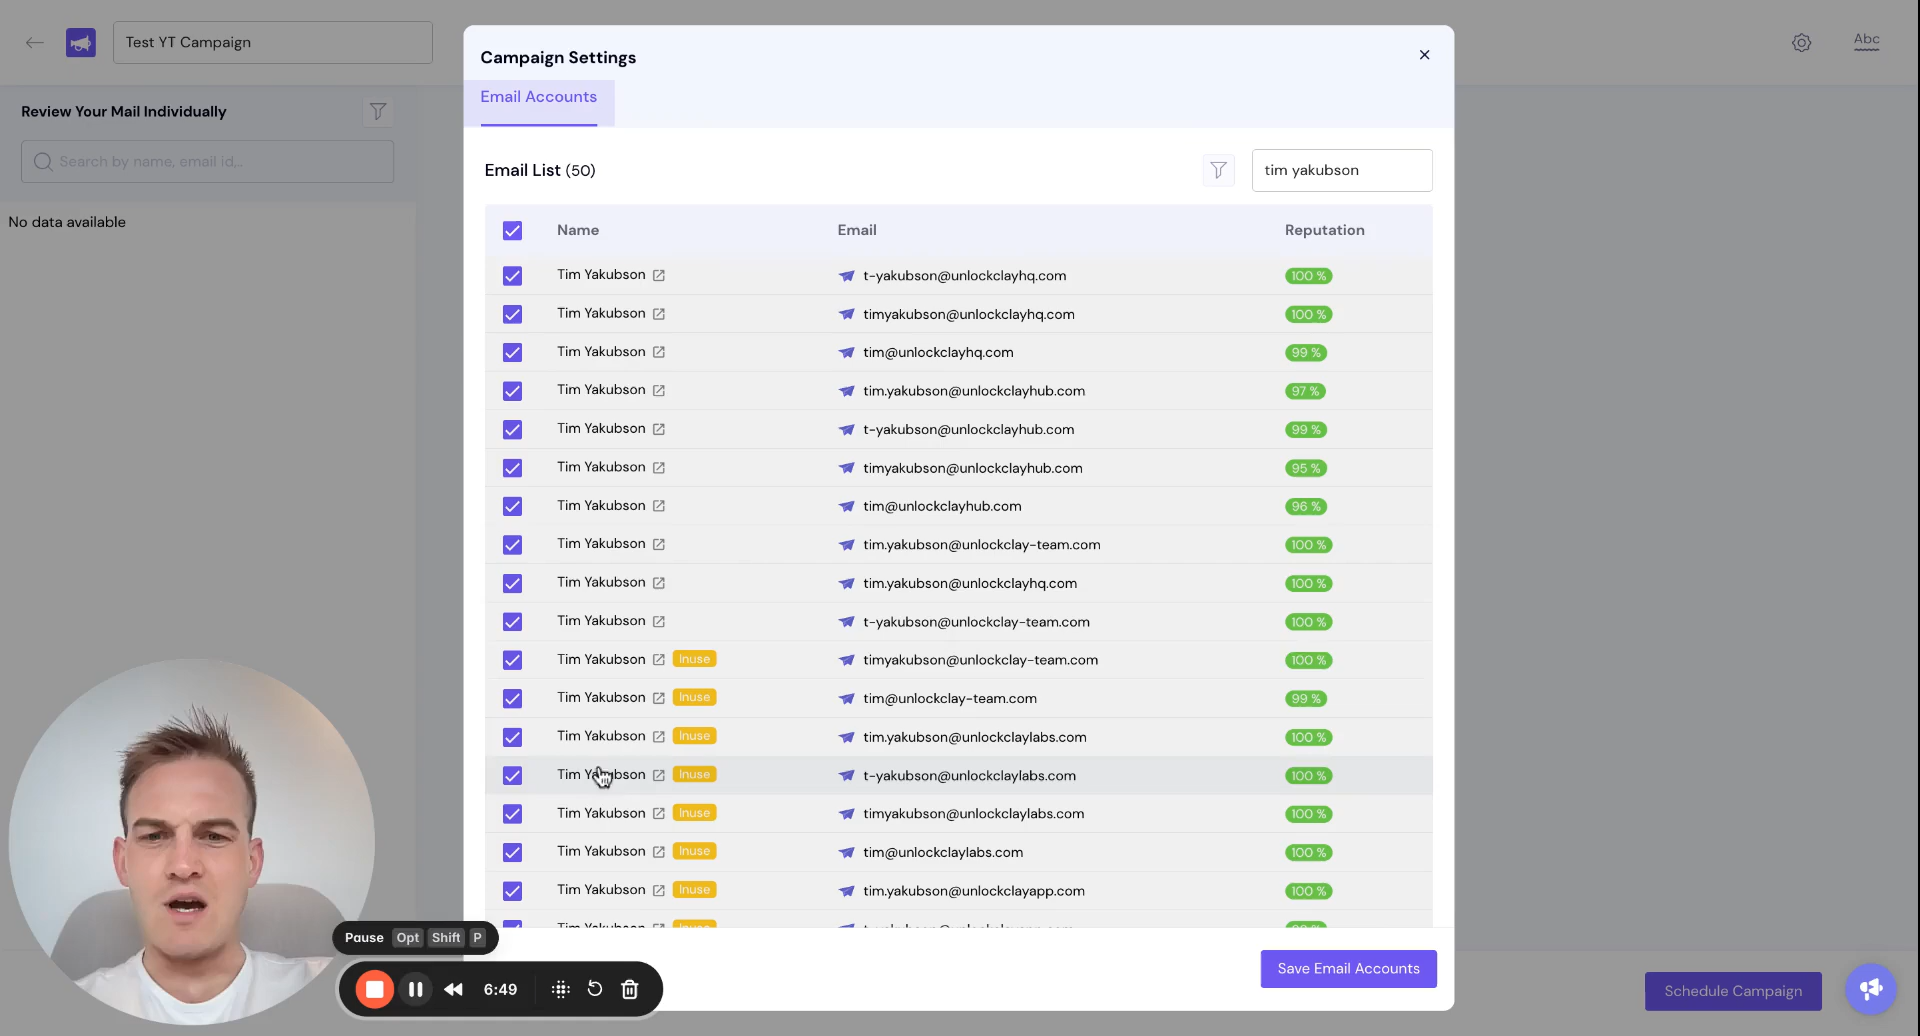 Test YT Campaign
Abc
Review Your Mail Individually
Search by name, email id,..
No data available
Campaign Settings
Email Accounts
Email List (50)
tim yakubson
Name Email Reputation
Tim Yakubson t-yakubson@unlockclayhq.com 100 %
Tim Yakubson timyakubson@unlockclayhq.com 100 %
Tim Yakubson tim@unlockclayhq.com 99 %
Tim Yakubson tim.yakubson@unlockclayhub.com 97 %
Tim Yakubson t-yakubson@unlockclayhub.com 99 %
Tim Yakubson timyakubson@unlockclayhub.com 95 %
Tim Yakubson tim@unlockclayhub.com 96 %
Tim Yakubson tim.yakubson@unlockclay-team.com 100 %
Tim Yakubson tim.yakubson@unlockclayhq.com 100 %
Tim Yakubson t-yakubson@unlockclay-team.com 100 %
Tim Yakubson Inuse timyakubson@unlockclay-team.com 100 %
Tim Yakubson Inuse tim@unlockclay-team.com 99 %
Tim Yakubson Inuse tim.yakubson@unlockclaylabs.com 100 %
Tim Yakubson Inuse t-yakubson@unlockclaylabs.com 100 %
Tim Yakubson Inuse timyakubson@unlockclaylabs.com 100 %
Tim Yakubson Inuse tim@unlockclaylabs.com 100 %
Tim Yakubson Inuse tim.yakubson@unlockclayapp.com 100 %
Tim Yakubson Inuse
Save Email Accounts
Schedule Campaign
Pause Opt Shift P
6:49